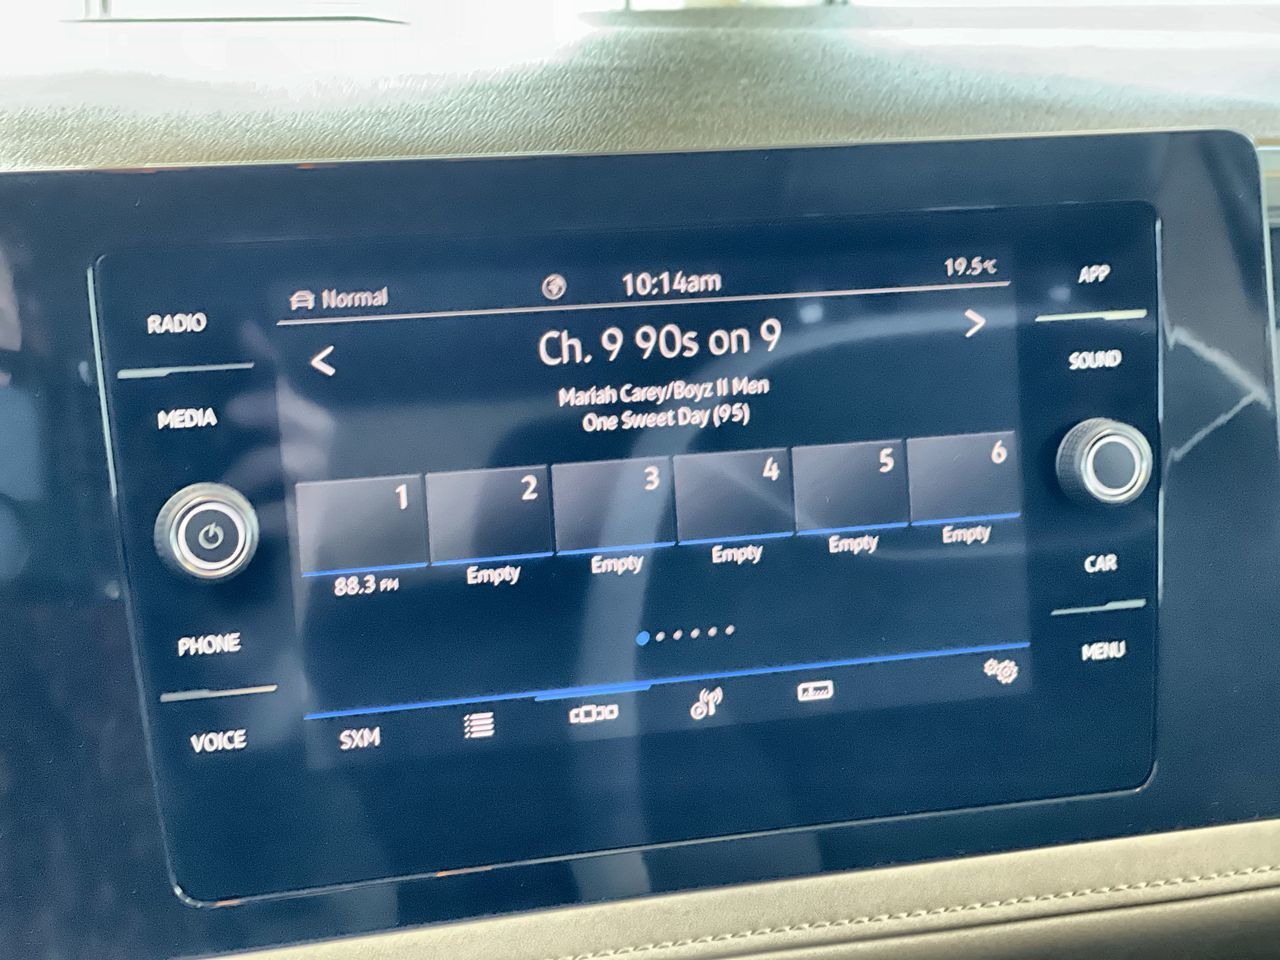 Normal
10:14am
19.5°C
RADIO
MEDIA
PHONE
VOICE
Ch. 9 90s on 9
Mariah Carey/Boyz II Men
One Sweet Day (95)
1 2 3 4 5 6
88.3 FM Empty Empty Empty Empty Empty
SXM
APP
SOUND
CAR
MENU